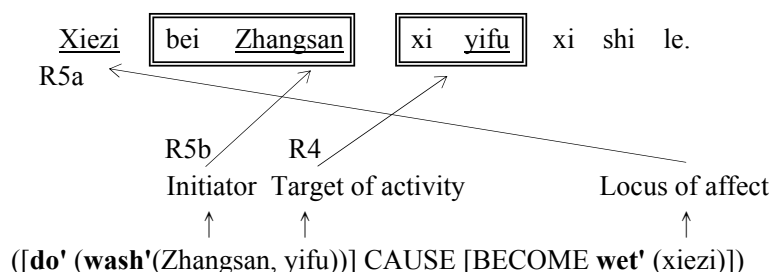 Xiezi bei Zhangsan xi yifu xi shi le.
R5a
R5b R4
Initiator Target of activity Locus of affect
([do' (wash'(Zhangsan, yifu))] CAUSE [BECOME wet' (xiezi)])